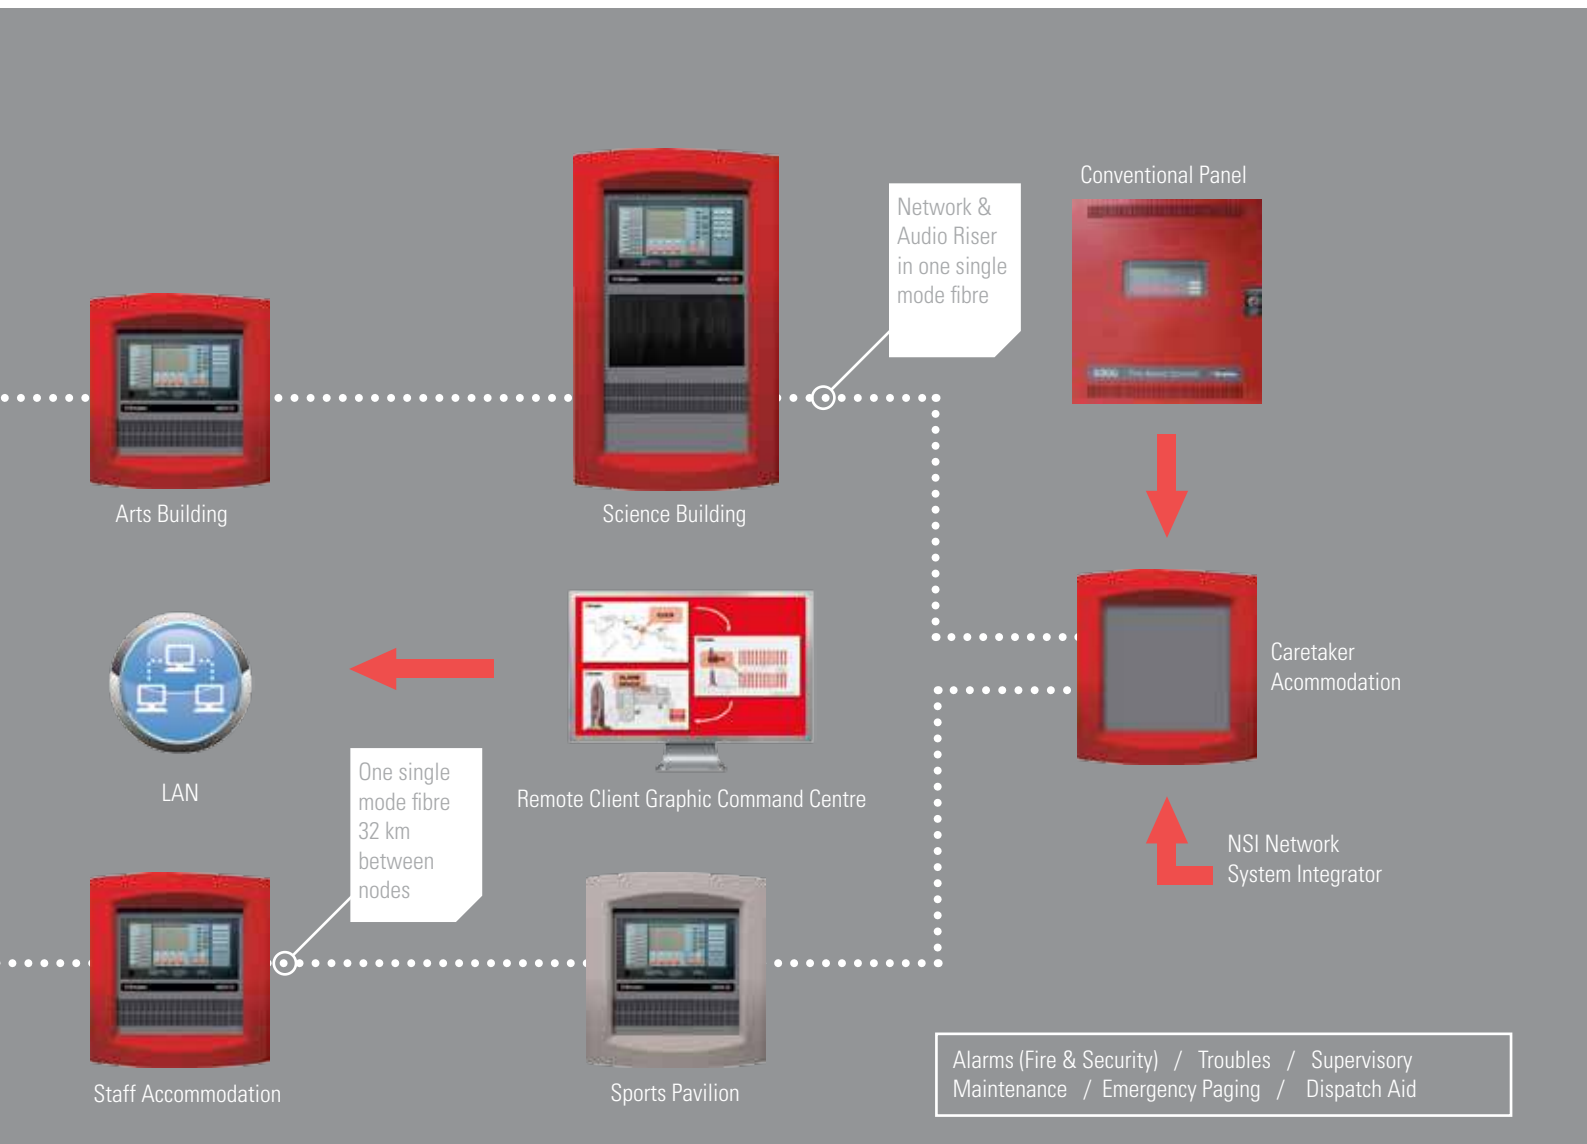 Conventional Panel
Network &
Audio Riser
in one single
mode fibre
Arts Building
Science Building
Caretaker
Acommodation
LAN
One single
mode fibre
32 km
between
nodes
Remote Client Graphic Command Centre
NSI Network
System Integrator
Staff Accommodation
Sports Pavilion
Alarms (Fire & Security) / Troubles / Supervisory
Maintenance / Emergency Paging / Dispatch Aid